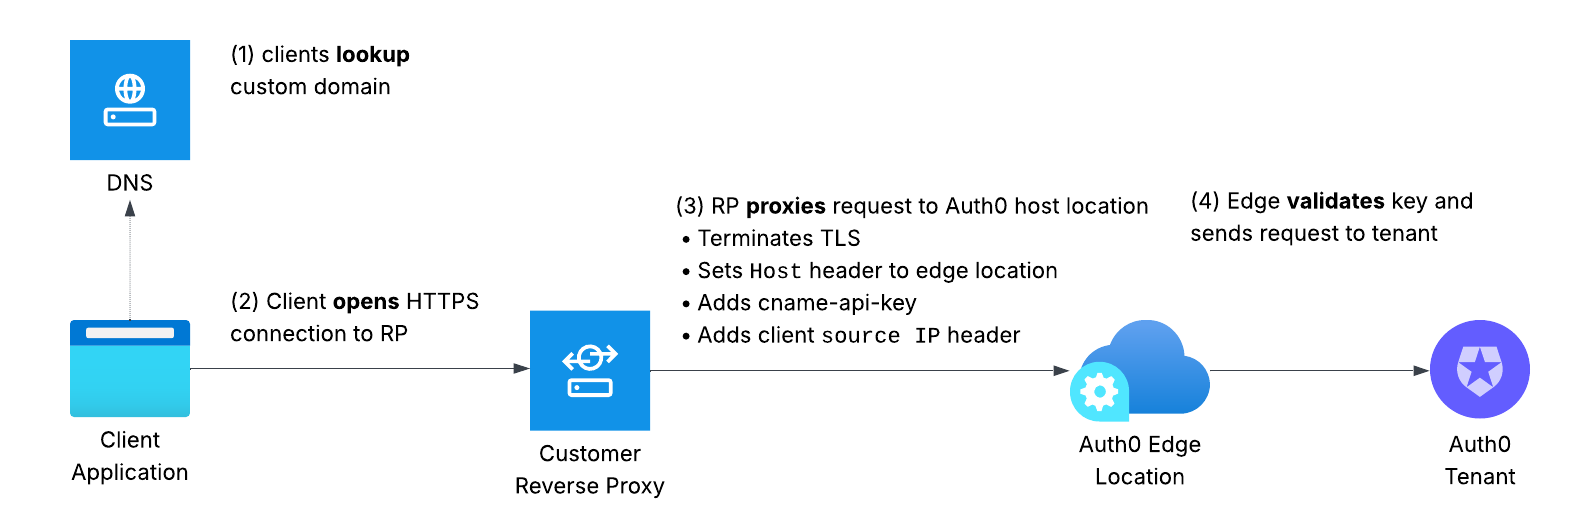 (1) clients lookup
custom domain
DNS
(2) Client opens HTTPS
connection to RP
Client
Application
(3) RP proxies request to Auth0 host location
• Terminates TLS
• Sets Host header to edge location
• Adds cname-api-key
• Adds client source IP header
Customer
Reverse Proxy
(4) Edge validates key and
sends request to tenant
Auth0 Edge
Location
Auth0
Tenant